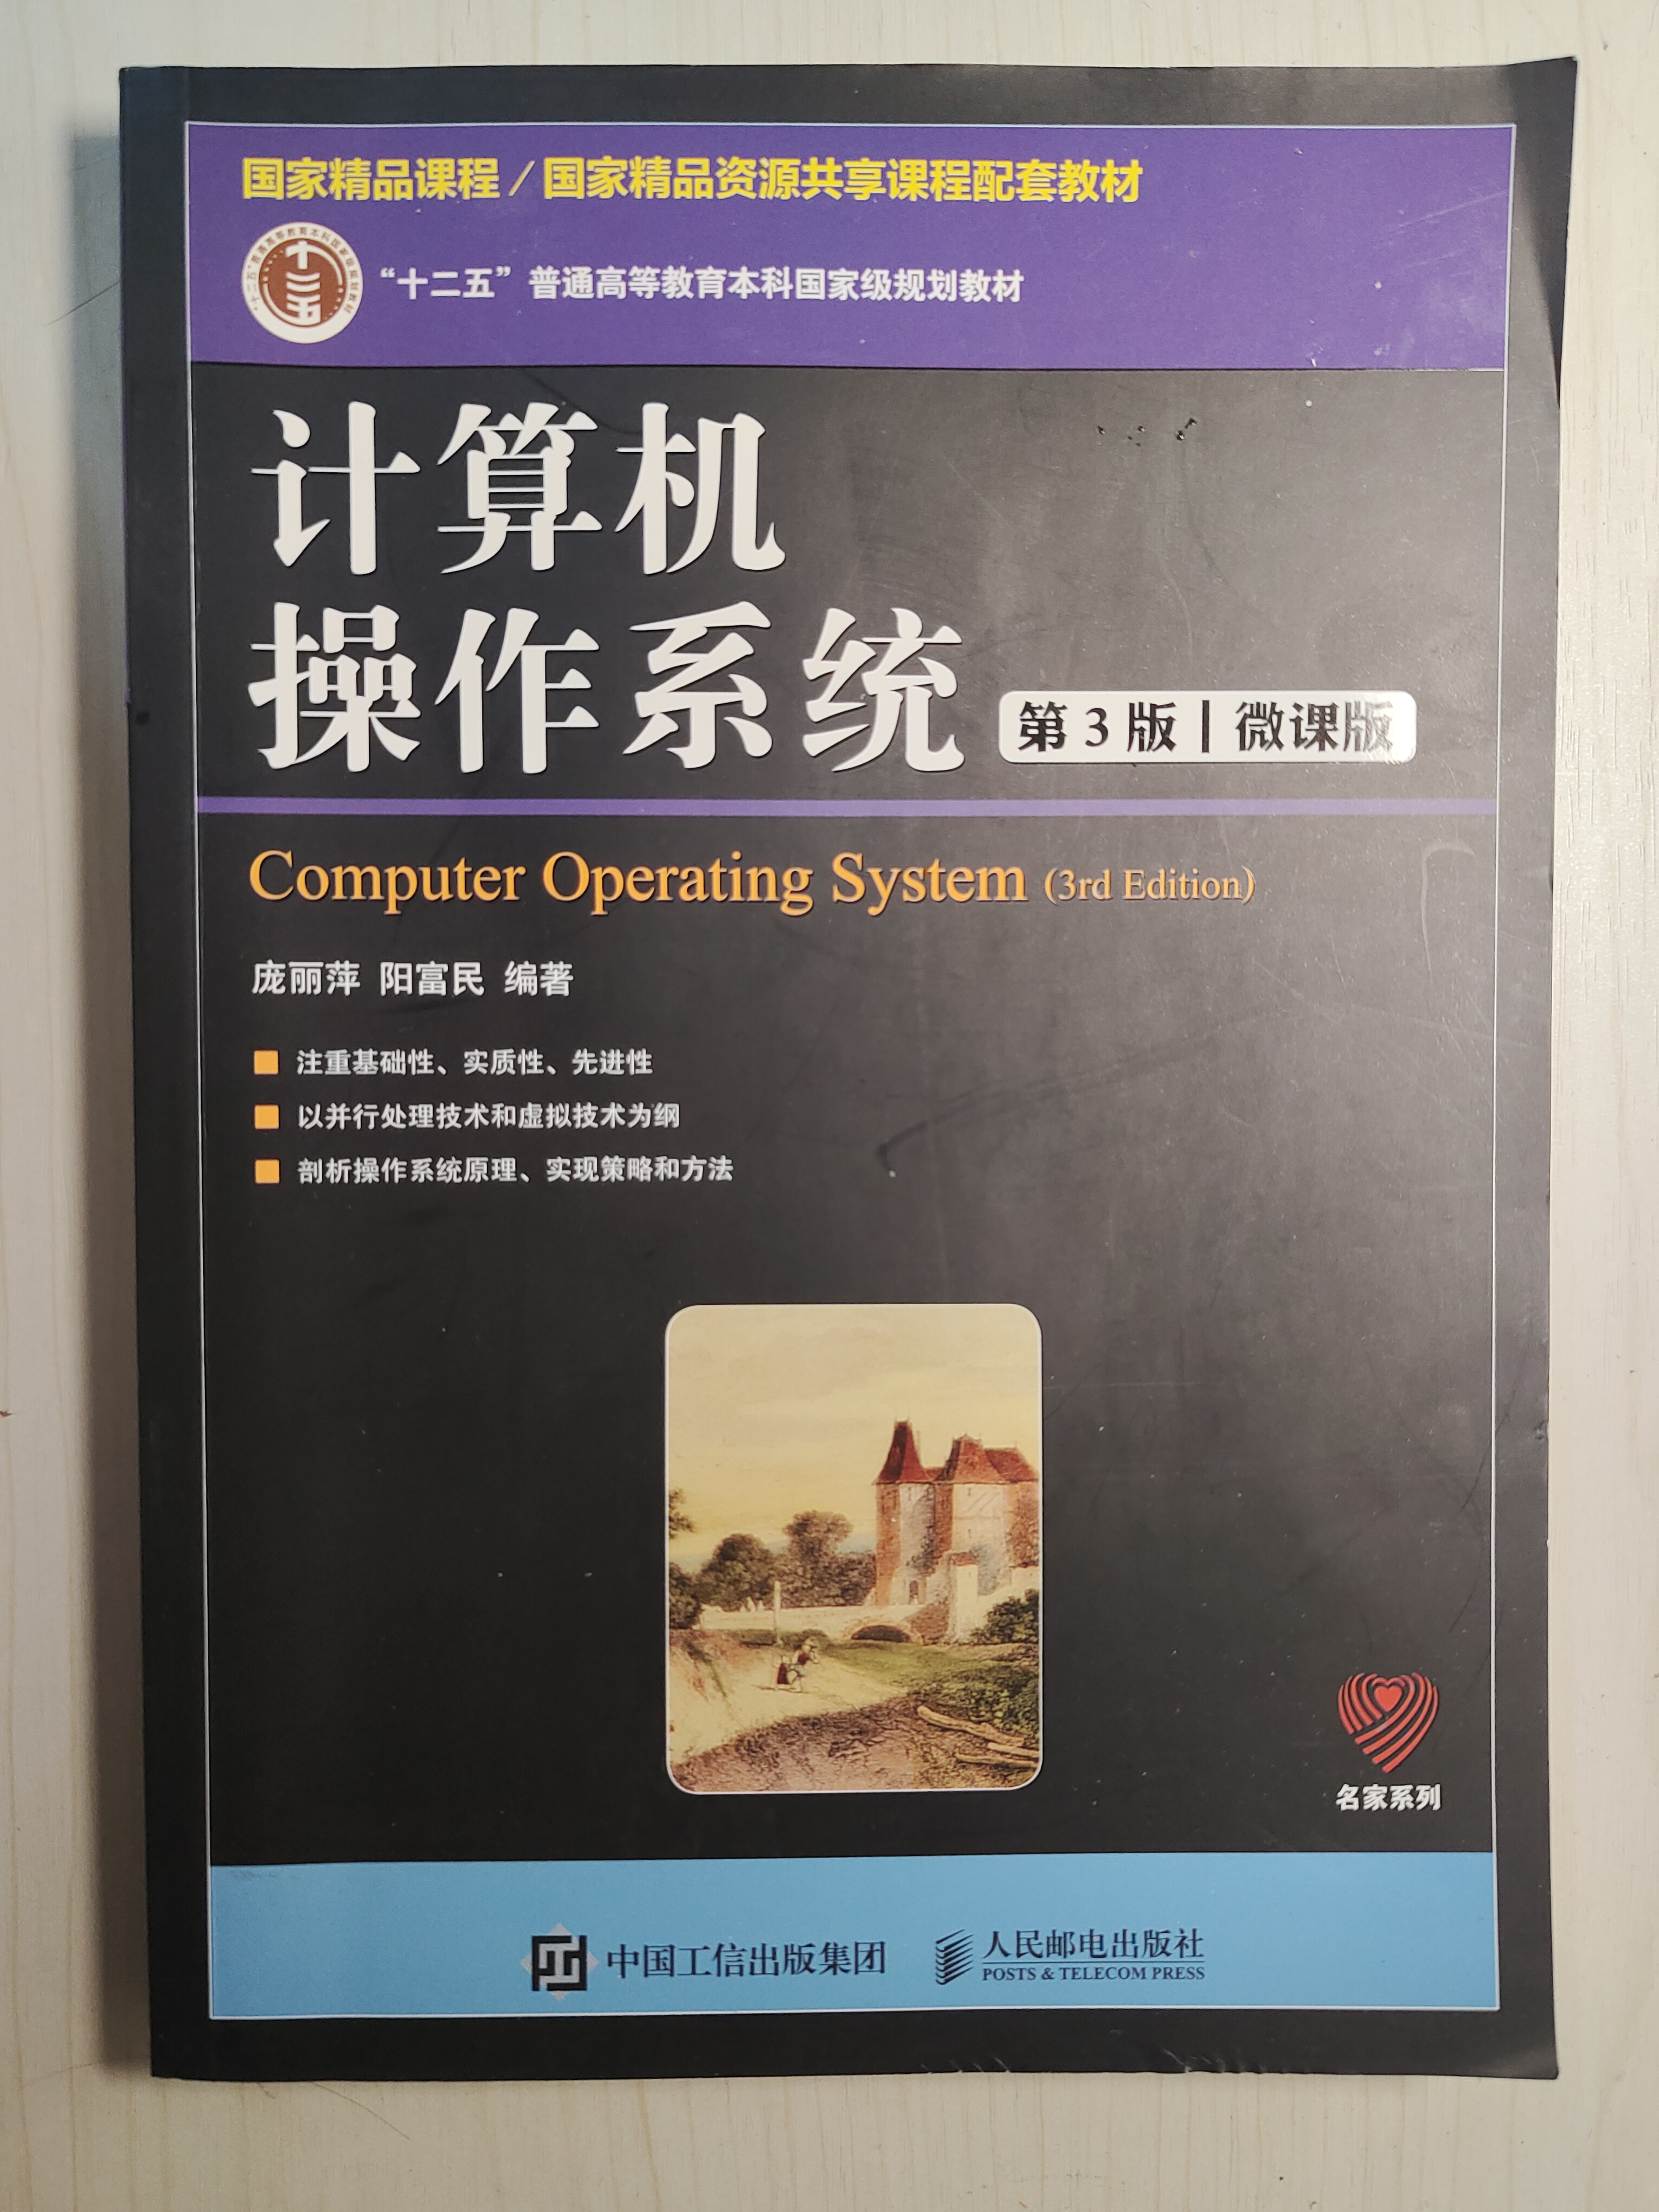 国家精品课程/国家精品资源共享课程配套教材
“十二五”普通高等教育本科国家级规划教材
计算机
操作系统
第3版|微课版
Computer Operating System (3rd Edition)
庞丽萍 阳富民 编著
注重基础性、实质性、先进性
以并行处理技术和虚拟技术为纲
剖析操作系统原理、实现策略和方法
名家系列
中国工信出版集团
人民邮电出版社
POSTS & TELECOM PRESS